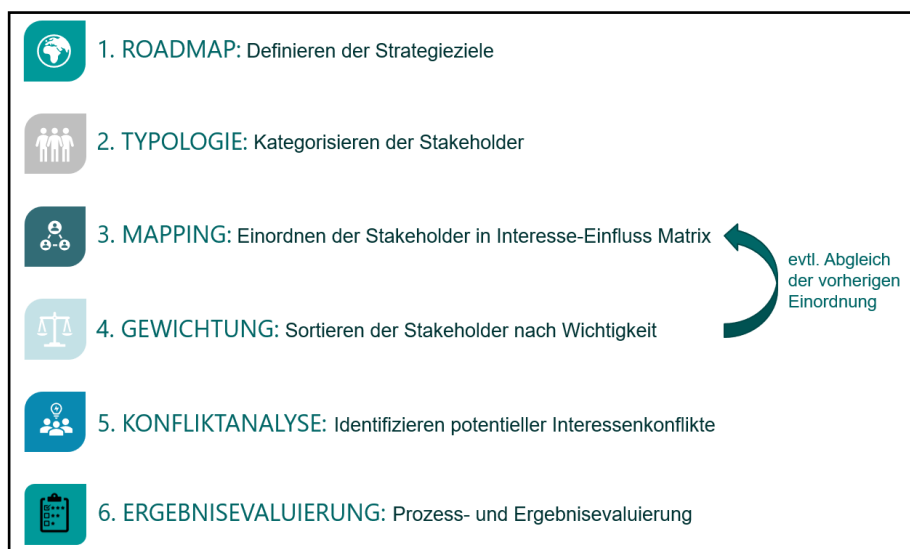 1. ROADMAP: Definieren der Strategieziele
2. TYPOLOGIE: Kategorisieren der Stakeholder
3. MAPPING: Einordnen der Stakeholder in Interesse-Einfluss Matrix
evtl. Abgleich
der vorherigen
Einordnung
4. GEWICHTUNG: Sortieren der Stakeholder nach Wichtigkeit
5. KONFLIKTANALYSE: Identifizieren potentieller Interessenkonflikte
6. ERGEBNISEVALUIERUNG: Prozess- und Ergebnisevaluierung